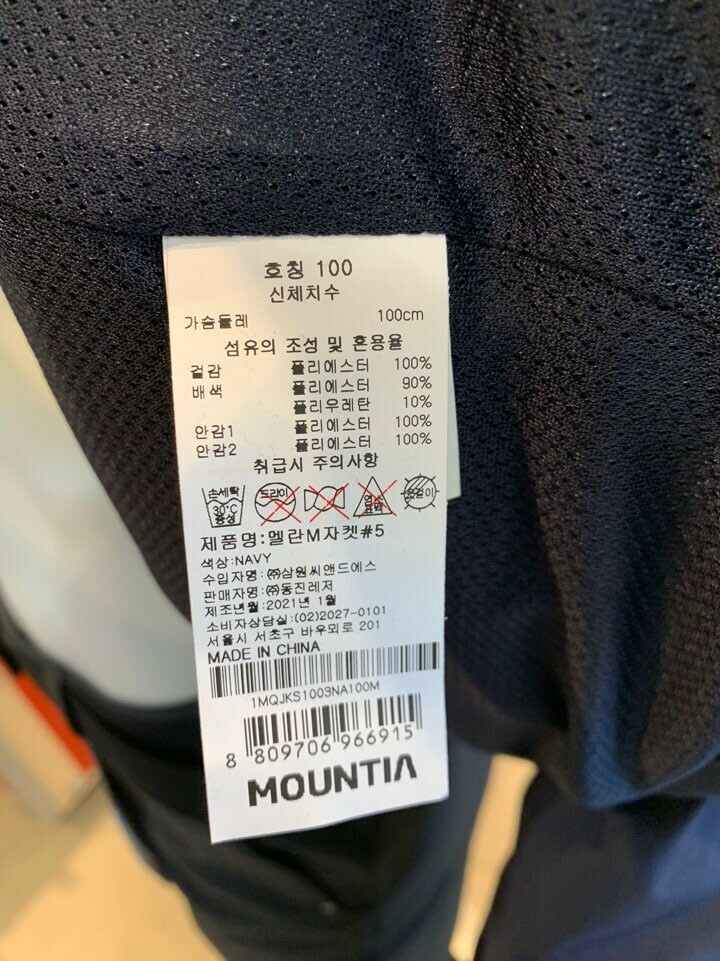 호칭 100
신체치수
가슴둘레 100cm
섬유의 조성 및 혼용율
겉감 폴리에스터 100%
배색 폴리에스터 90%
폴리우레탄 10%
안감1 폴리에스터 100%
안감2 폴리에스터 100%
취급시 주의사항
손세탁 30°C 중성 드라이 염소 표백 옷걸이
제품명:멜란M자켓#5
색상:NAVY
수입자명:㈜삼원씨앤드에스
판매자명:㈜동진레저
제조년월:2021년 1월
소비자상담실:(02)2027-0101
서울시 서초구 바우뫼로 201
MADE IN CHINA
1MQJKS1003NA100M
8 809706 966915
MOUNTIA